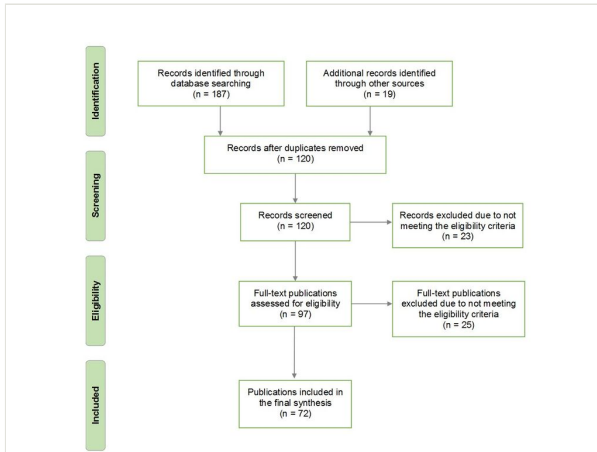 Identification
Records identified through
database searching
(n = 187)
Additional records identified
through other sources
(n = 19)
Records after duplicates removed
(n = 120)
Screening
Records screened
(n = 120)
Records excluded due to not
meeting the eligibility criteria
(n = 23)
Eligibility
Full-text publications
assessed for eligibility
(n = 97)
Full-text publications
excluded due to not meeting
the eligibility criteria
(n = 25)
Included
Publications included in
the final synthesis
(n = 72)